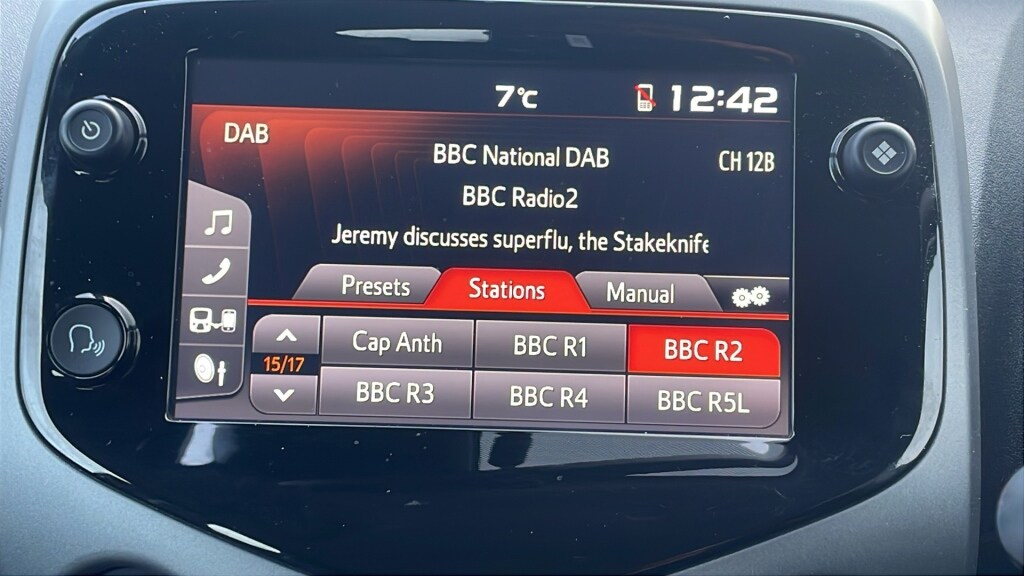 7°C 12:42
DAB
BBC National DAB CH 12B
BBC Radio2
Jeremy discusses superflu, the Stakeknife
Presets Stations Manual
Cap Anth BBC R1 BBC R2
15/17
BBC R3 BBC R4 BBC R5L